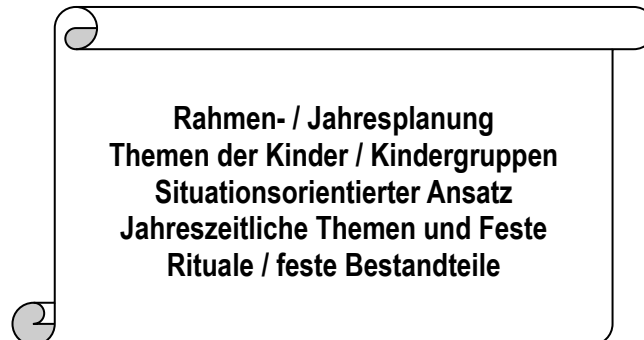 Rahmen- / Jahresplanung
Themen der Kinder / Kindergruppen
Situationsorientierter Ansatz
Jahreszeitliche Themen und Feste
Rituale / feste Bestandteile